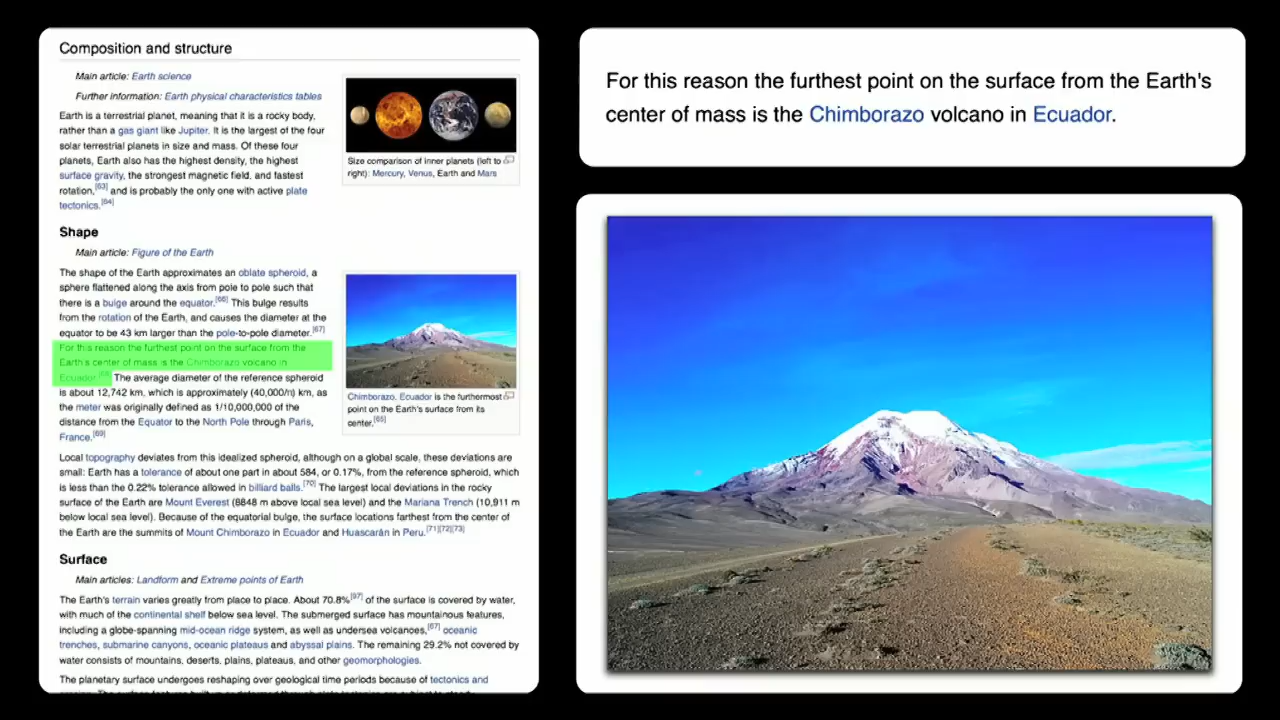 Composition and structure
Main article: Earth science
Further information: Earth physical characteristics tables
Earth is a terrestrial planet, meaning that it is a rocky body,
rather than a gas giant like Jupiter. It is the largest of the four
solar terrestrial planets in size and mass. Of these four
planets, Earth also has the highest density, the highest
surface gravity, the strongest magnetic field, and fastest
rotation,[63] and is probably the only one with active plate
tectonics.[64]
Size comparison of inner planets (left to
right): Mercury, Venus, Earth and Mars
Shape
Main article: Figure of the Earth
The shape of the Earth approximates an oblate spheroid, a
sphere flattened along the axis from pole to pole such that
there is a bulge around the equator.[66] This bulge results
from the rotation of the Earth, and causes the diameter at the
equator to be 43 km larger than the pole-to-pole diameter.[67]
For this reason the furthest point on the surface from the
Earth's center of mass is the Chimborazo volcano in
Ecuador.[68] The average diameter of the reference spheroid
is about 12,742 km, which is approximately (40,000/π) km, as
the meter was originally defined as 1/10,000,000 of the
distance from the Equator to the North Pole through Paris,
France.[69]
Chimborazo, Ecuador is the furthermost
point on the Earth's surface from its
center.[65]
Local topography deviates from this idealized spheroid, although on a global scale, these deviations are
small: Earth has a tolerance of about one part in about 584, or 0.17%, from the reference spheroid, which
is less than the 0.22% tolerance allowed in billiard balls.[70] The largest local deviations in the rocky
surface of the Earth are Mount Everest (8848 m above local sea level) and the Mariana Trench (10,911 m
below local sea level). Because of the equatorial bulge, the surface locations farthest from the center of
the Earth are the summits of Mount Chimborazo in Ecuador and Huascarán in Peru.[71][72][73]
Surface
Main articles: Landform and Extreme points of Earth
The Earth's terrain varies greatly from place to place. About 70.8%[97] of the surface is covered by water,
with much of the continental shelf below sea level. The submerged surface has mountainous features,
including a globe-spanning mid-ocean ridge system, as well as undersea volcanoes,[67] oceanic
trenches, submarine canyons, oceanic plateaus and abyssal plains. The remaining 29.2% not covered by
water consists of mountains, deserts, plains, plateaus, and other geomorphologies.
The planetary surface undergoes reshaping over geological time periods because of tectonics and
For this reason the furthest point on the surface from the Earth's
center of mass is the Chimborazo volcano in Ecuador.